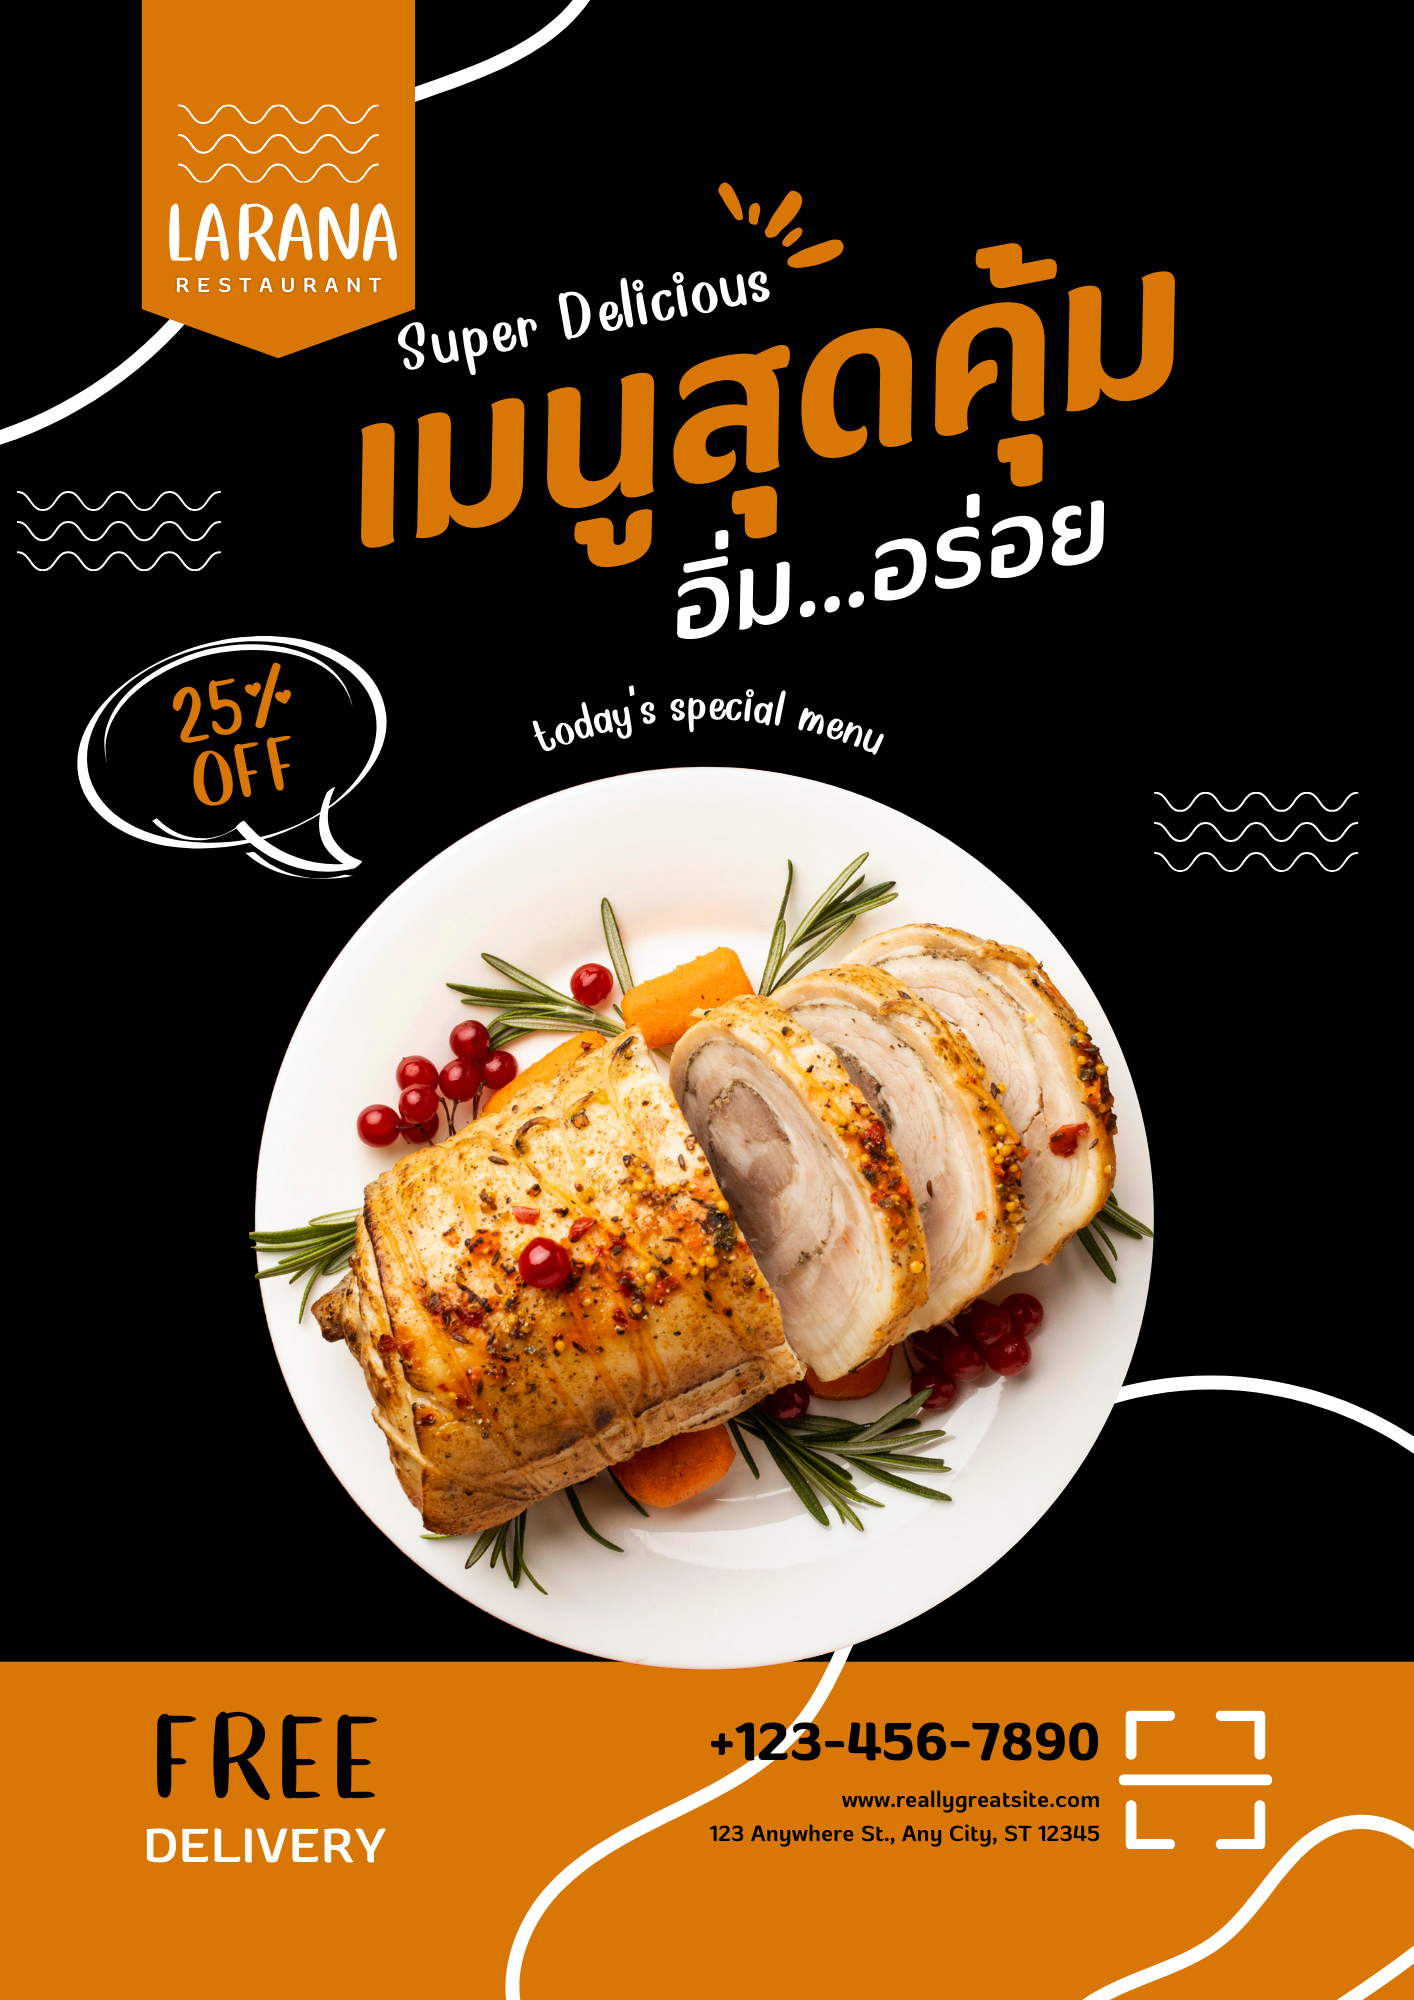 LARANA
RESTAURANT
Super Delicious
เมนูสุดคุ้ม
อิ่ม...อร่อย
25%
OFF
today's special menu
FREE
DELIVERY
+123-456-7890
www.reallygreatsite.com
123 Anywhere St., Any City, ST 12345